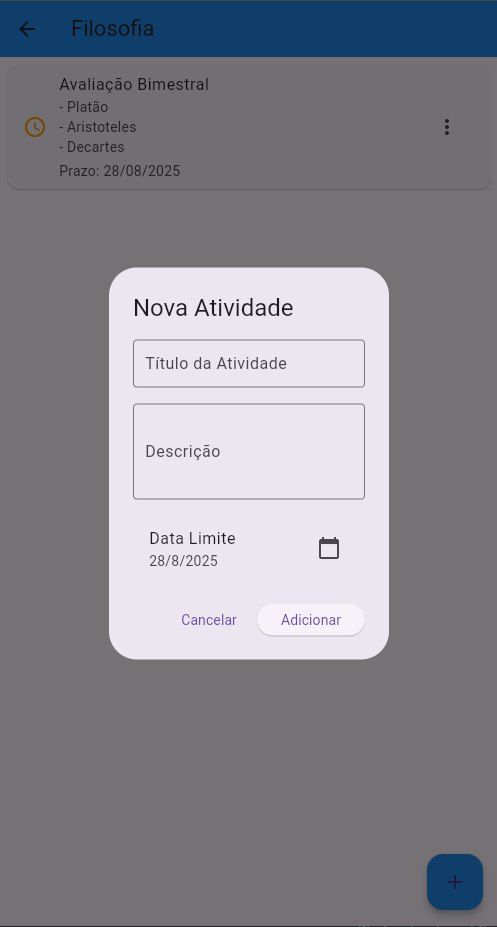 Filosofia
Avaliação Bimestral
- Platão
- Aristoteles
- Decartes
Prazo: 28/08/2025
Nova Atividade
Título da Atividade
Descrição
Data Limite
28/8/2025
Cancelar
Adicionar